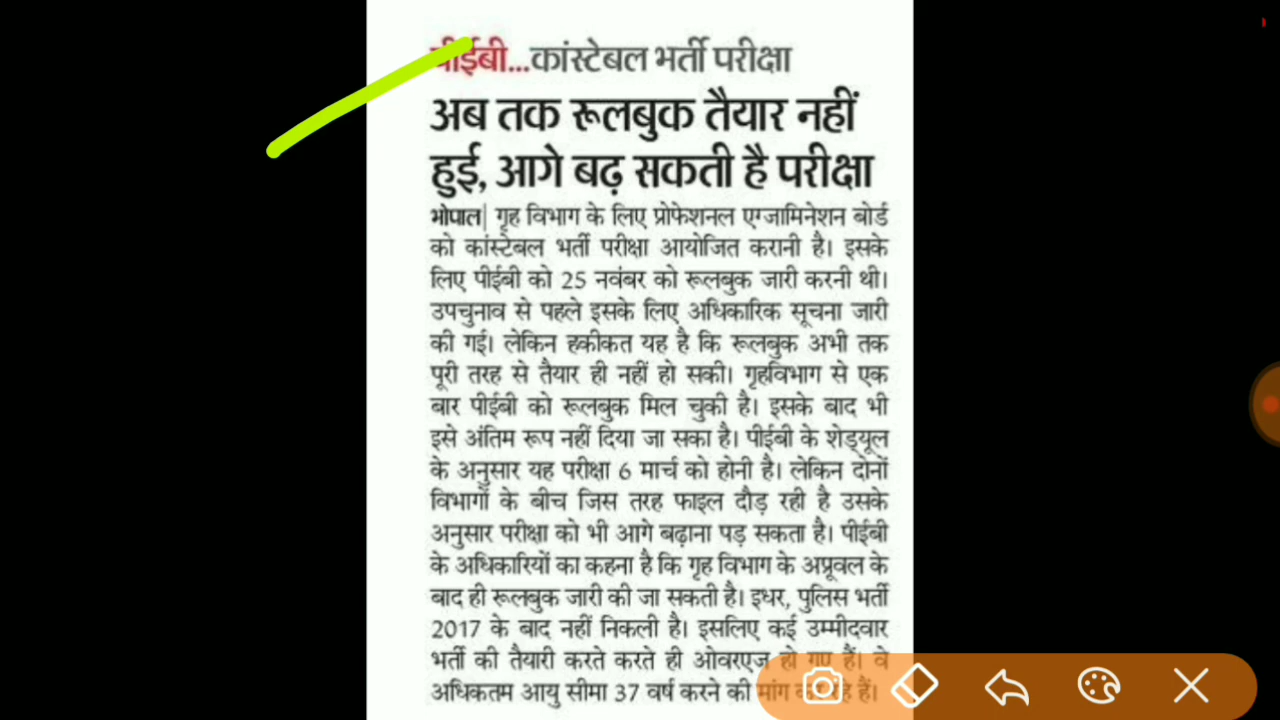 पीईबी...कांस्टेबल भर्ती परीक्षा
अब तक रूलबुक तैयार नहीं
हुई, आगे बढ़ सकती है परीक्षा
भोपाल| गृह विभाग के लिए प्रोफेशनल एग्जामिनेशन बोर्ड
को कांस्टेबल भर्ती परीक्षा आयोजित करानी है। इसके
लिए पीईबी को 25 नवंबर को रूलबुक जारी करनी थी।
उपचुनाव से पहले इसके लिए अधिकारिक सूचना जारी
की गई। लेकिन हकीकत यह है कि रूलबुक अभी तक
पूरी तरह से तैयार ही नहीं हो सकी। गृहविभाग से एक
बार पीईबी को रूलबुक मिल चुकी है। इसके बाद भी
इसे अंतिम रूप नहीं दिया जा सका है। पीईबी के शेड्यूल
के अनुसार यह परीक्षा 6 मार्च को होनी है। लेकिन दोनों
विभागों के बीच जिस तरह फाइल दौड़ रही है उसके
अनुसार परीक्षा को भी आगे बढ़ाना पड़ सकता है। पीईबी
के अधिकारियों का कहना है कि गृह विभाग के अप्रूवल के
बाद ही रूलबुक जारी की जा सकती है। इधर, पुलिस भर्ती
2017 के बाद नहीं निकली है। इसलिए कई उम्मीदवार
भर्ती की तैयारी करते करते ही ओवरएज हो गए हैं। वे
अधिकतम आयु सीमा 37 वर्ष करने की मांग कर रहे हैं।